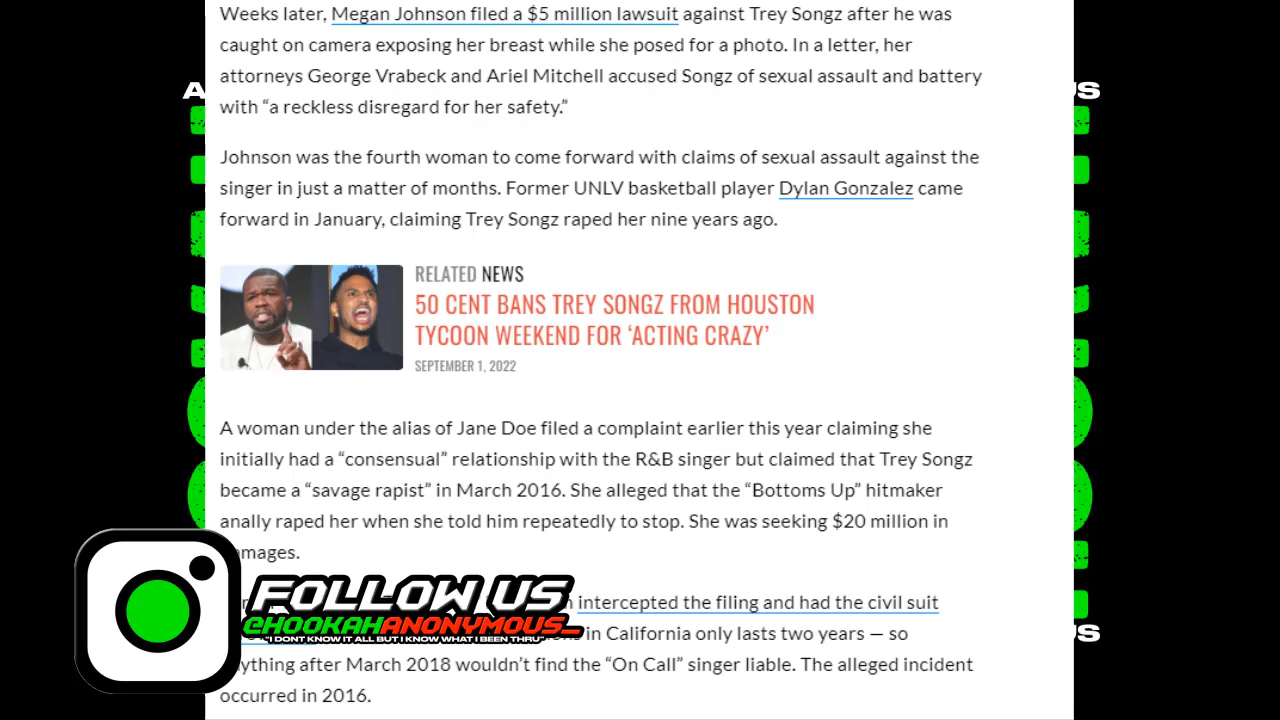 Weeks later, Megan Johnson filed a $5 million lawsuit against Trey Songz after he was
caught on camera exposing her breast while she posed for a photo. In a letter, her
attorneys George Vrabeck and Ariel Mitchell accused Songz of sexual assault and battery
with “a reckless disregard for her safety.”
Johnson was the fourth woman to come forward with claims of sexual assault against the
singer in just a matter of months. Former UNLV basketball player Dylan Gonzalez came
forward in January, claiming Trey Songz raped her nine years ago.
RELATED NEWS
50 CENT BANS TREY SONGZ FROM HOUSTON
TYCOON WEEKEND FOR ‘ACTING CRAZY’
SEPTEMBER 1, 2022
A woman under the alias of Jane Doe filed a complaint earlier this year claiming she
initially had a “consensual” relationship with the R&B singer but claimed that Trey Songz
became a “savage rapist” in March 2016. She alleged that the “Bottoms Up” hitmaker
anally raped her when she told him repeatedly to stop. She was seeking $20 million in
amages.
intercepted the filing and had the civil suit
in California only lasts two years — so
ything after March 2018 wouldn’t find the “On Call” singer liable. The alleged incident
occurred in 2016.
FOLLOW US
@HOOKAHANONYMOUS_
"I DONT KNOW IT ALL BUT I KNOW WHAT I BEEN THRU"
A
US
US